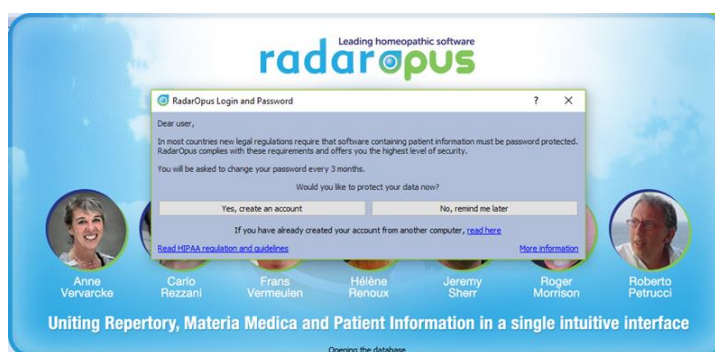 Leading homeopathic software
radaropus
RadarOpus Login and Password
Dear user,
In most countries new legal regulations require that software containing patient information must be password protected.
RadarOpus complies with these requirements and offers you the highest level of security.
You will be asked to change your password every 3 months.
Would you like to protect your data now?
Yes, create an account No, remind me later
If you have already created your account from another computer, read here
Read HIPAA regulation and guidelines More information
Anne Carlo Frans Hélène Jeremy Roger Roberto
Vervarcke Rezzani Vermeulen Renoux Sherr Morrison Petrucci
Uniting Repertory, Materia Medica and Patient Information in a single intuitive interface
Opening the database